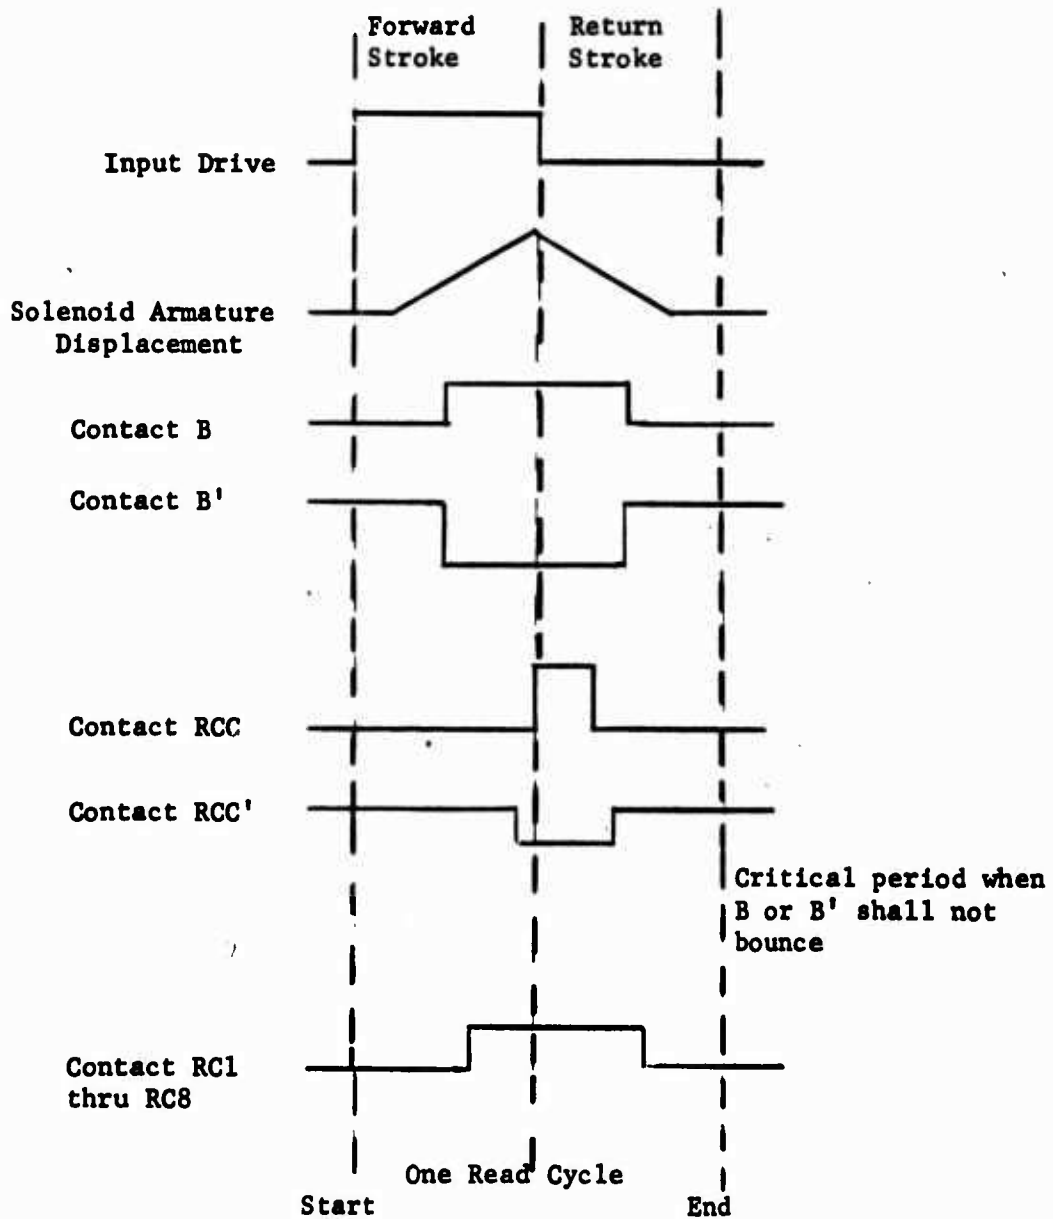 Forward
Stroke
Return
Stroke
Input Drive
Solenoid Armature
Displacement
Contact B
Contact B'
Contact RCC
Contact RCC'
Critical period when
B or B' shall not
bounce
Contact RC1
thru RC8
One Read Cycle
Start
End